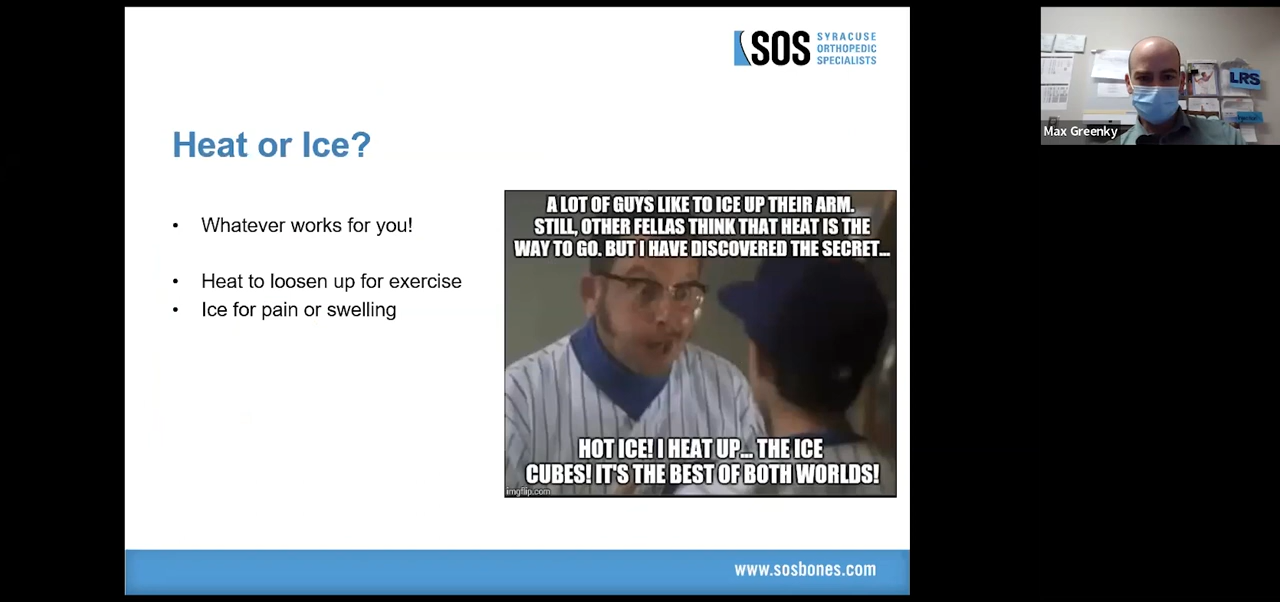 SOS
SYRACUSE
ORTHOPEDIC
SPECIALISTS
Heat or Ice?
• Whatever works for you!
• Heat to loosen up for exercise
• Ice for pain or swelling
A LOT OF GUYS LIKE TO ICE UP THEIR ARM.
STILL, OTHER FELLAS THINK THAT HEAT IS THE
WAY TO GO. BUT I HAVE DISCOVERED THE SECRET...
HOT ICE! I HEAT UP... THE ICE
CUBES! IT'S THE BEST OF BOTH WORLDS!
imgflip.com
www.sosbones.com
LRS
Max Greenky